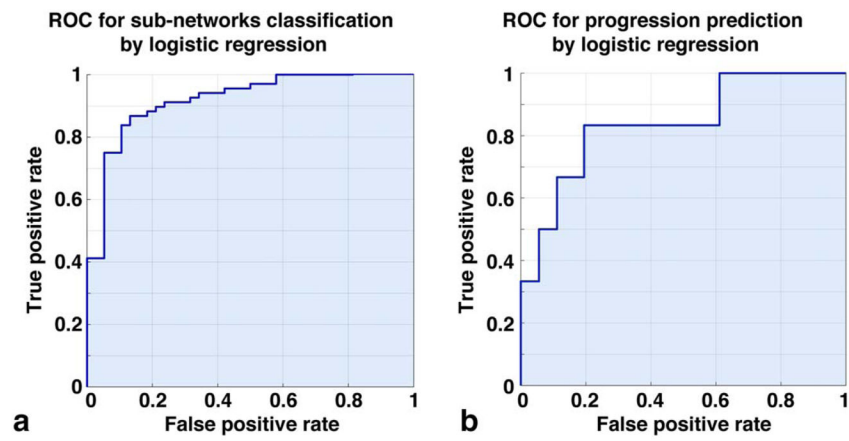 ROC for sub-networks classification
by logistic regression
1
0.8
0.6
0.4
0.2
0
True positive rate
0 0.2 0.4 0.6 0.8 1
False positive rate
a
ROC for progression prediction
by logistic regression
1
0.8
0.6
0.4
0.2
0
True positive rate
0 0.2 0.4 0.6 0.8 1
False positive rate
b